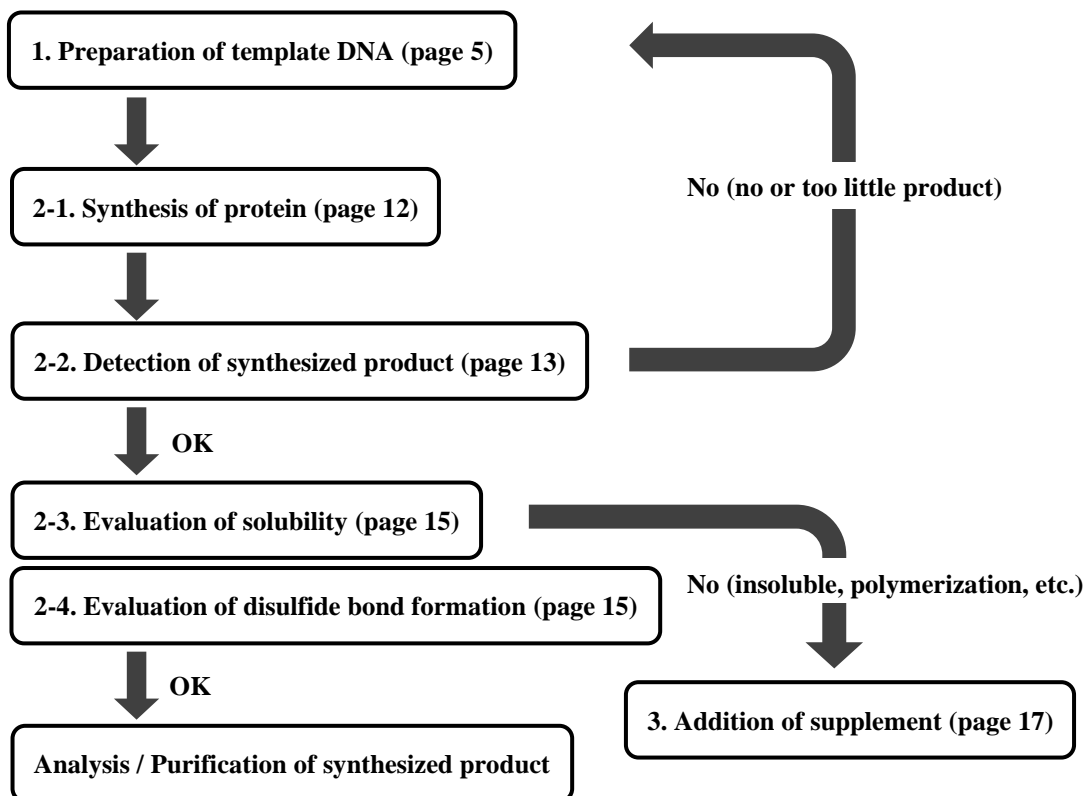 1. Preparation of template DNA (page 5)
No (no or too little product)
2-1. Synthesis of protein (page 12)
2-2. Detection of synthesized product (page 13)
OK
2-3. Evaluation of solubility (page 15)
2-4. Evaluation of disulfide bond formation (page 15)
No (insoluble, polymerization, etc.)
OK
3. Addition of supplement (page 17)
Analysis / Purification of synthesized product